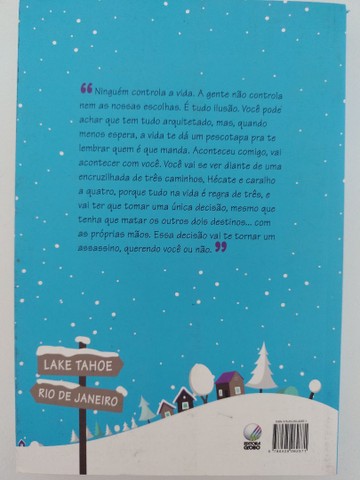 “Ninguém controla a vida. A gente não controla
nem as nossas escolhas. É tudo ilusão. Você pode
achar que tem tudo arquitetado, mas, quando
menos espera, a vida te dá um pescotapa pra te
lembrar quem é que manda. Aconteceu comigo, vai
acontecer com você. Você vai se ver diante de uma
encruzilhada de três caminhos, Hécate e caralho
a quatro, porque tudo na vida é regra de três, e
vai ter que tomar uma única decisão, mesmo que
tenha que matar os outros dois destinos... com
as próprias mãos. Essa decisão vai te tornar um
assassino, querendo você ou não.”
LAKE TAHOE
RIO DE JANEIRO
EDITORA
GLOBO